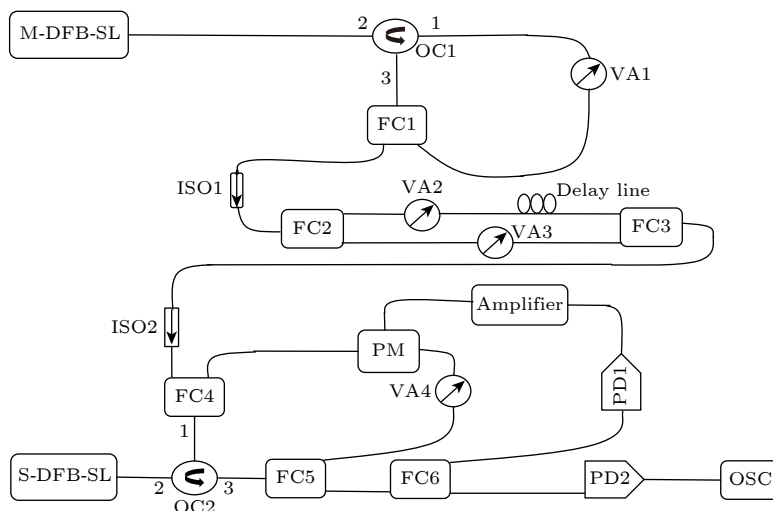 M-DFB-SL
2
1
OC1
3
VA1
FC1
ISO1
VA2
Delay line
FC2
VA3
FC3
ISO2
Amplifier
PM
VA4
PD1
FC4
1
S-DFB-SL
2
3
OC2
FC5
FC6
PD2
OSC